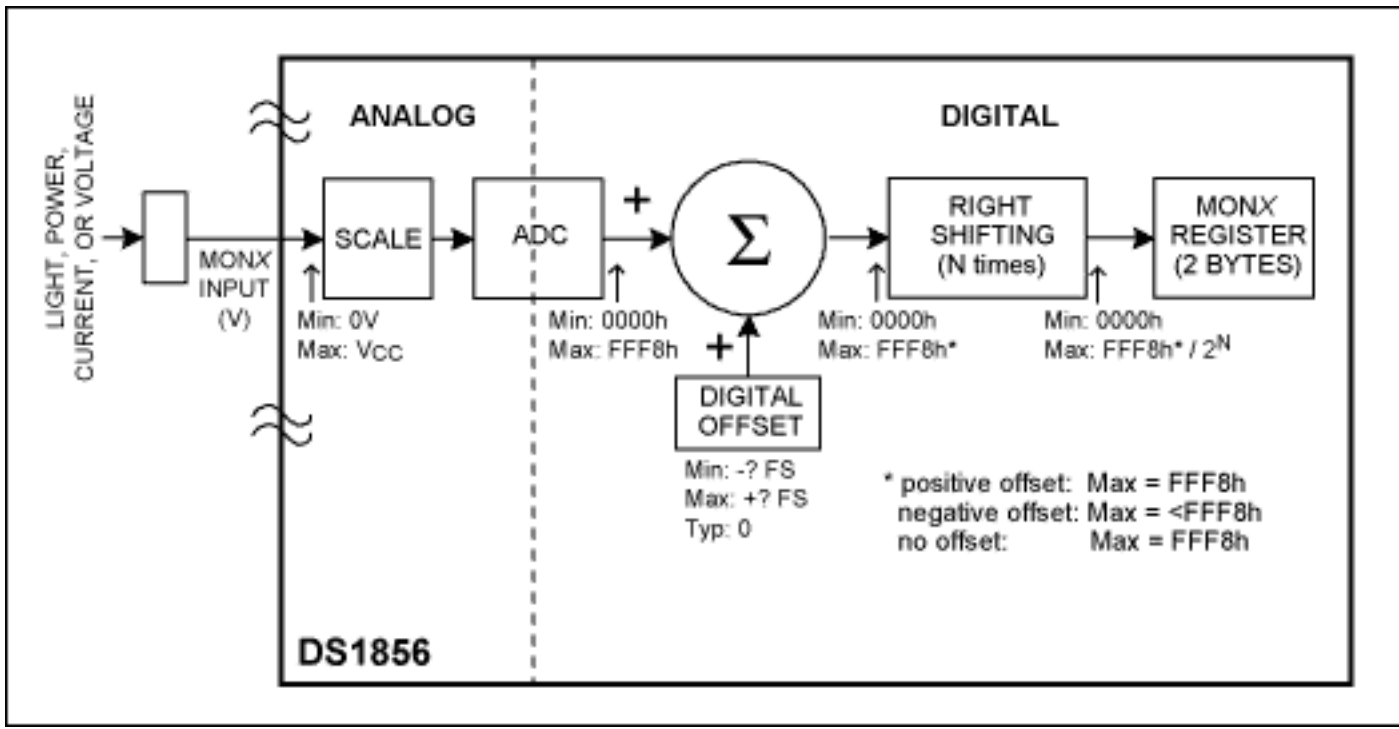 LIGHT, POWER,
CURRENT, OR VOLTAGE
MONX
INPUT
(V)
ANALOG
DIGITAL
SCALE
ADC
+
Σ
+
RIGHT
SHIFTING
(N times)
MONX
REGISTER
(2 BYTES)
Min: 0V
Max: VCC
Min: 0000h
Max: FFF8h
Min: 0000h
Max: FFF8h*
Min: 0000h
Max: FFF8h* / 2^N
DIGITAL
OFFSET
Min: -? FS
Max: +? FS
Typ: 0
* positive offset: Max = FFF8h
negative offset: Max = <FFF8h
no offset: Max = FFF8h
DS1856